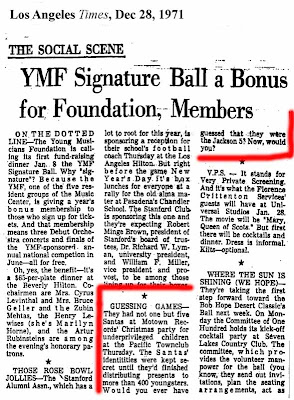 Los Angeles Times, Dec 28, 1971
THE SOCIAL SCENE
YMF Signature Ball a Bonus
for Foundation, Members
ON THE DOTTED
LINE—The Young Musi-
cians Foundation is call-
ing its first fund-raising
dinner Jan. 8 the YMF
Signature Ball. Why "sig-
nature"? Because the
YMF, one of the five resi-
dent groups of the Music
Center, is giving a year's
bonus membership to
those who sign up for tick-
ets. And that membership
means three Debut Orche-
stra concerts and finals of
the YMF-sponsored an-
nual national competition in
June—all for free.
Oh, yes, the benefit—it's
a $65-per-plate dinner at
the Beverly Hilton. Co-
chairmen are Mrs. Cyrus
Levinthal and Mrs. Bruce
Geller and the Zubin
Mehtas, the Henry Le-
wises (she's Marilyn
Horne), and the Artur
Rubinsteins are among
the evening's honorary pa-
trons.
★
THOSE ROSE BOWL
JOLLIES—The Stanford
Alumni Assn., which has a
lot to root for this year, is
sponsoring a reception for
their school's football
coach Thursday at the Los
Angeles Hilton. But right
before the game New
Year's Day it's box
lunches for everyone at a
rally for the old alma mater
at Pasadena's Chandler
School. The Stanford Club
is sponsoring this one and
they're expecting Robert
Minge Brown, president of
Stanford's board of trus-
tees, Dr. Richard W. Ly-
man, university president,
and William F. Miller,
vice president and pro-
vost, to be among those
★
GUESSING GAMES—
They had not one but five
Santas at Motown Rec-
ords' Christmas party for
underprivileged children
at the Pacific Townclub
Thursday. The Santas'
identities were kept se-
cret until they'd finished
distributing presents to
more than 400 youngsters.
Would you ever have
guessed that they were
the Jackson 5? Now, would
you?
★
Y.P.S. — It stands for
Very Private Screening.
And it's what the Florence
Crittenton Services'
guests will have at Uni-
versal Studios Jan. 28.
The movie will be "Mary,
Queen of Scots." But first
there'll be cocktails and
dinner. Dress is informal.
Kilts—optional.
★
WHERE THE SUN IS
SHINING (WE HOPE)—
They're taking the first
step forward toward the
Bob Hope Desert Classic's
Ball next week. On Mon-
day the Committee of One
Hundred holds its kick-off
cocktail party at Seven
Lakes Country Club. The
committee, which pro-
vides the volunteer man-
power for the ball (you
know, they send out invi-
tations, plan the seating
arrangements, act as